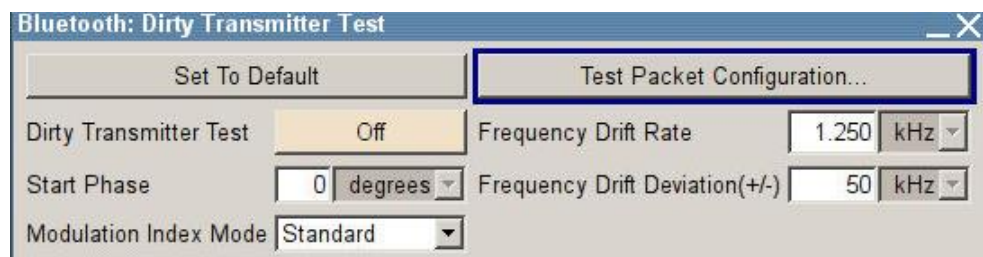 Bluetooth: Dirty Transmitter Test
Set To Default Test Packet Configuration...
Dirty Transmitter Test Off Frequency Drift Rate 1.250 kHz
Start Phase 0 degrees Frequency Drift Deviation(+/-) 50 kHz
Modulation Index Mode Standard